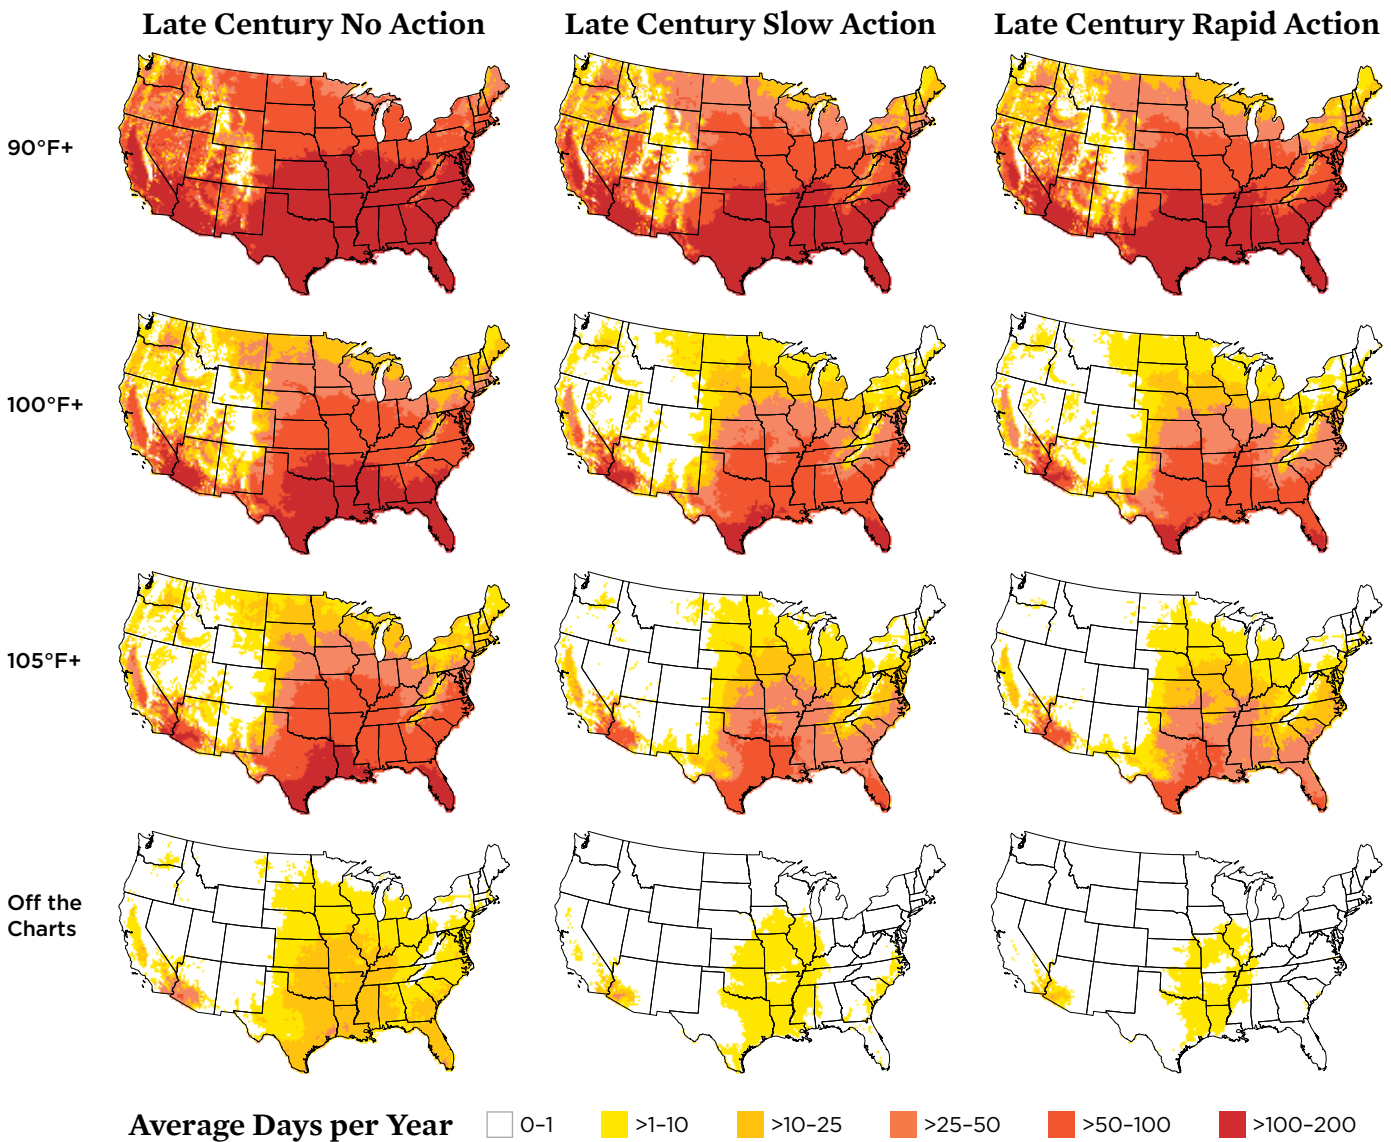 Late Century No Action
Late Century Slow Action
Late Century Rapid Action
90°F+
100°F+
105°F+
Off the
Charts
Average Days per Year
0–1
>1–10
>10–25
>25–50
>50–100
>100–200